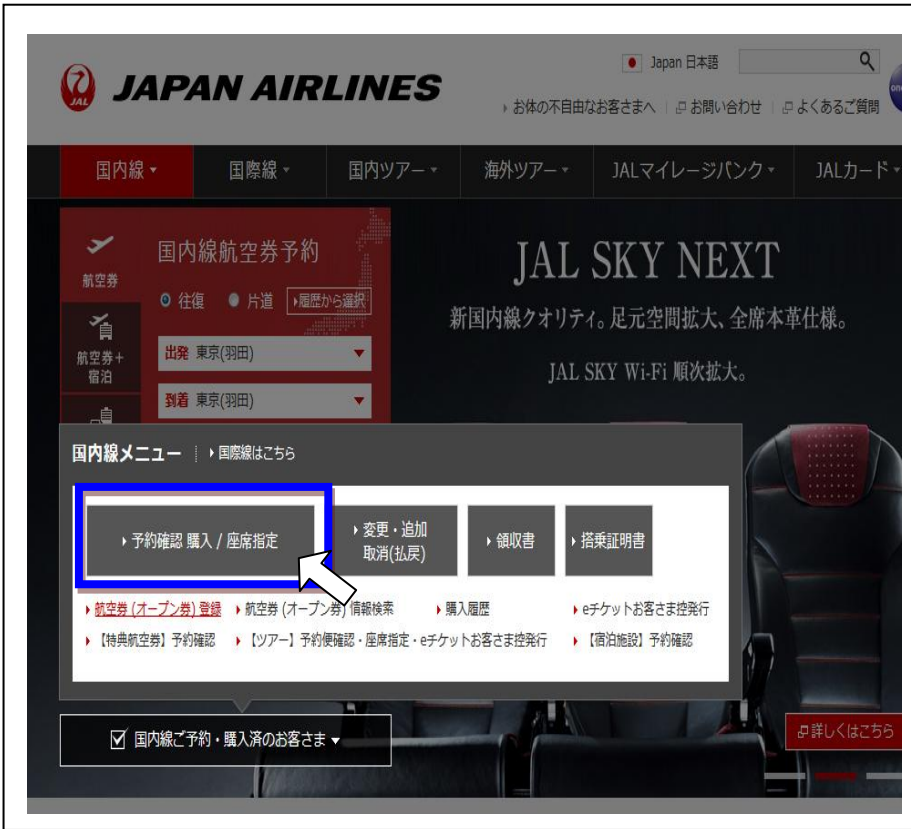 JAL
JAPAN AIRLINES
Japan 日本語
お体の不自由なお客さまへ
お問い合わせ
よくあるご質問
国内線
国際線
国内ツアー
海外ツアー
JALマイレージバンク
JALカード
航空券
航空券+
宿泊
国内線航空券予約
往復 片道 履歴から選択
出発 東京(羽田)
到着 東京(羽田)
JAL SKY NEXT
新国内線クオリティ。足元空間拡大、全席本革仕様。
JAL SKY Wi-Fi 順次拡大。
国内線メニュー 国際線はこちら
予約確認 購入 / 座席指定
変更・追加
取消(払戻)
領収書
搭乗証明書
航空券 (オープン券) 登録 航空券 (オープン券) 情報検索 購入履歴 eチケットお客さま控発行
【特典航空券】予約確認 【ツアー】予約便確認・座席指定・eチケットお客さま控発行 【宿泊施設】予約確認
国内線ご予約・購入済のお客さま
詳しくはこちら